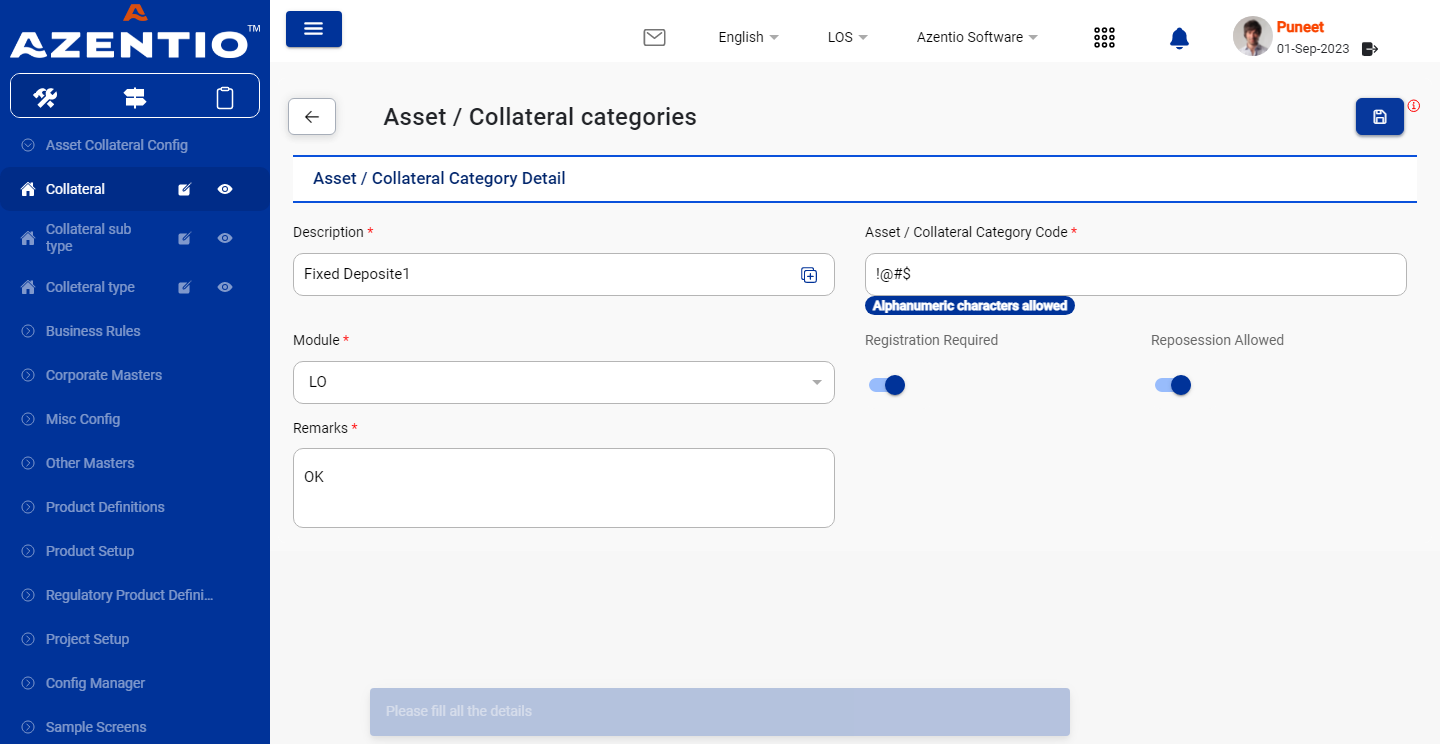 AZENTIO TM
English
LOS
Azentio Software
Puneet
01-Sep-2023
Asset Collateral Config
Collateral
Collateral sub
type
Colleteral type
Business Rules
Corporate Masters
Misc Config
Other Masters
Product Definitions
Product Setup
Regulatory Product Defini...
Project Setup
Config Manager
Sample Screens
Asset / Collateral categories
Asset / Collateral Category Detail
Description *
Fixed Deposite1
Asset / Collateral Category Code *
!@#$
Alphanumeric characters allowed
Module *
LO
Registration Required
Reposession Allowed
Remarks *
OK
Please fill all the details